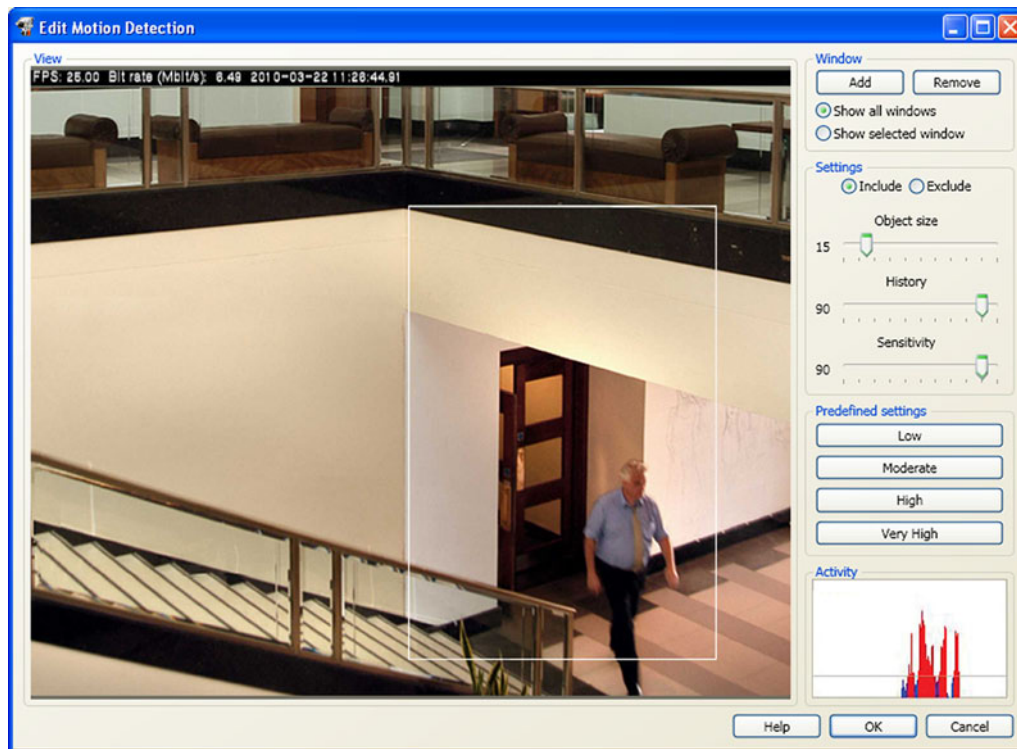 Edit Motion Detection
View
FPS: 25.00 Bit rate (Mbit/s): 6.49 2010-03-22 11:26:44.91
Window
Add
Remove
Show all windows
Show selected window
Settings
Include
Exclude
Object size
15
History
90
Sensitivity
90
Predefined settings
Low
Moderate
High
Very High
Activity
Help
OK
Cancel